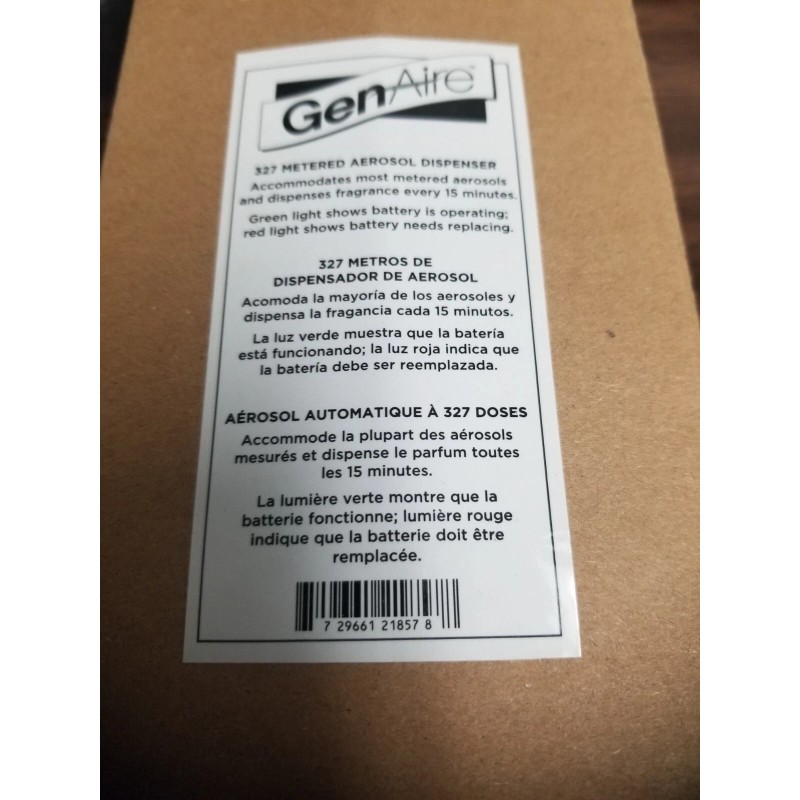 GenAire™
327 METERED AEROSOL DISPENSER
Accommodates most metered aerosols
and dispenses fragrance every 15 minutes.
Green light shows battery is operating;
red light shows battery needs replacing.
327 METROS DE
DISPENSADOR DE AEROSOL
Acomoda la mayoría de los aerosoles y
dispensa la fragancia cada 15 minutos.
La luz verde muestra que la batería
está funcionando; la luz roja indica que
la batería debe ser reemplazada.
AÉROSOL AUTOMATIQUE À 327 DOSES
Accommode la plupart des aérosols
mesurés et dispense le parfum toutes
les 15 minutes.
La lumière verte montre que la
batterie fonctionne; lumière rouge
indique que la batterie doit être
remplacée.
7 29661 21857 8